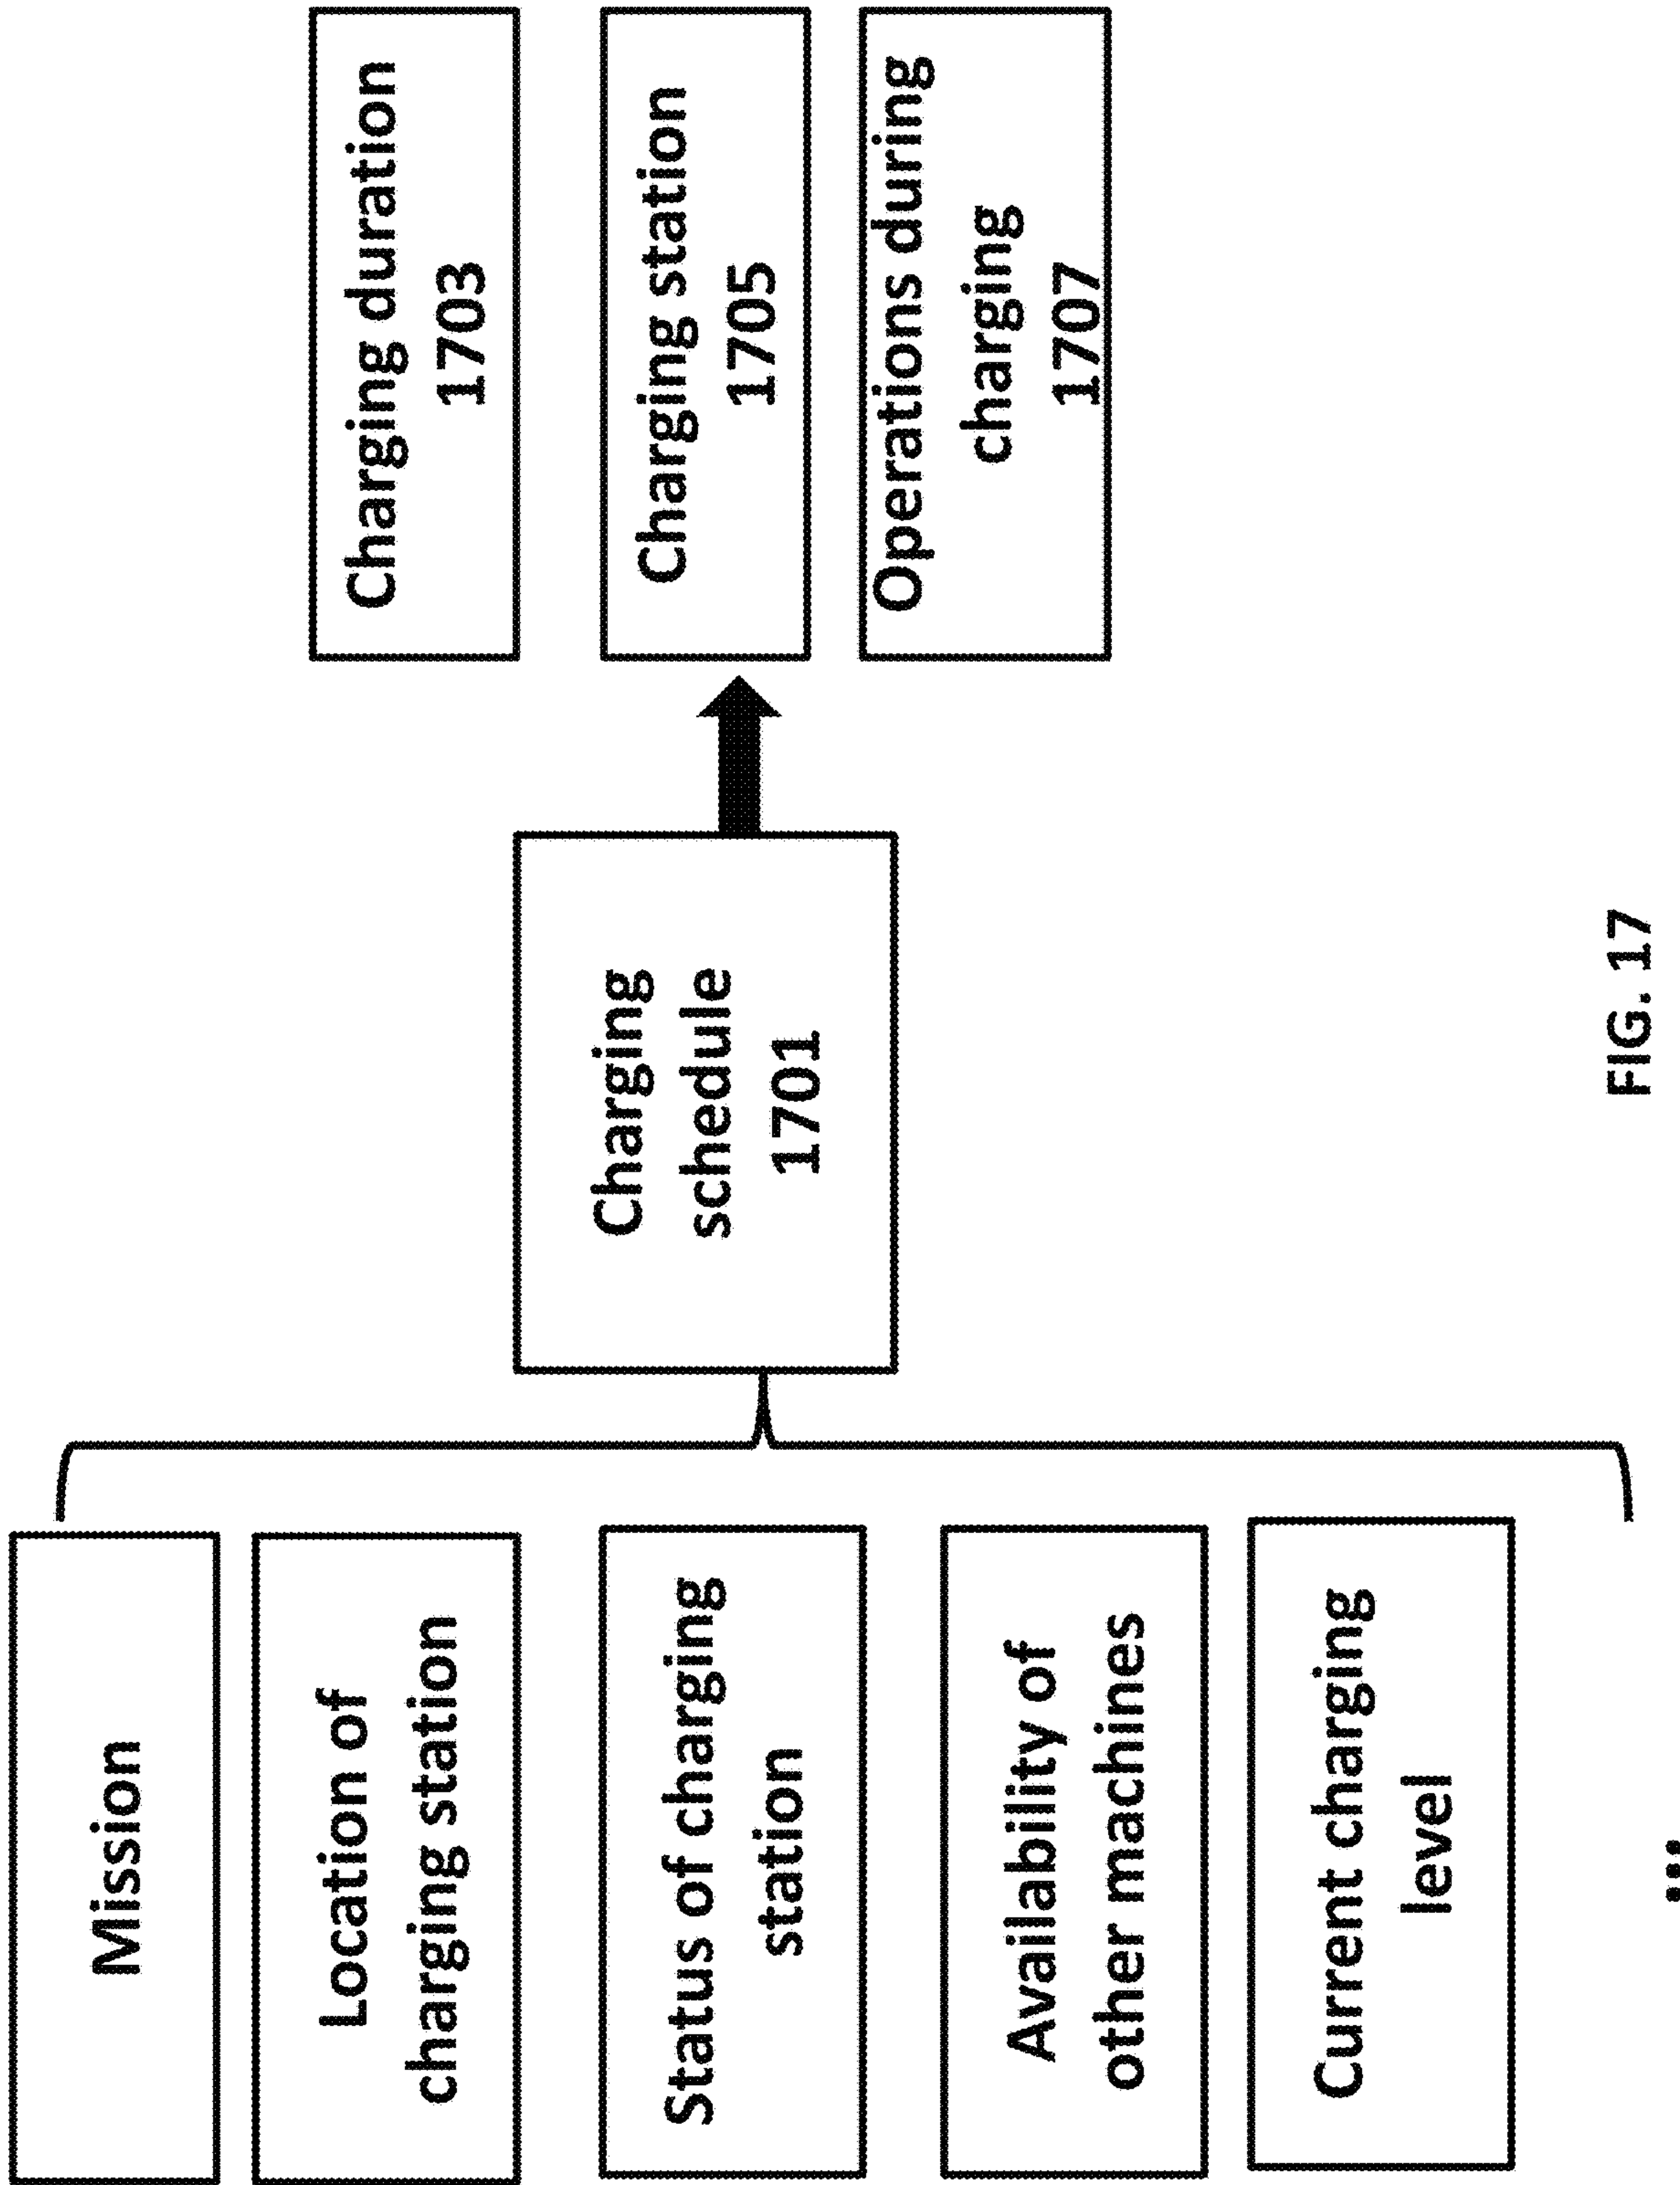 Mission
Location of
charging station
Status of charging
station
Availability of
other machines
Current charging
level
...
Charging
schedule
1701
Charging duration
1703
Charging station
1705
Operations during
charging
1707
FIG. 17